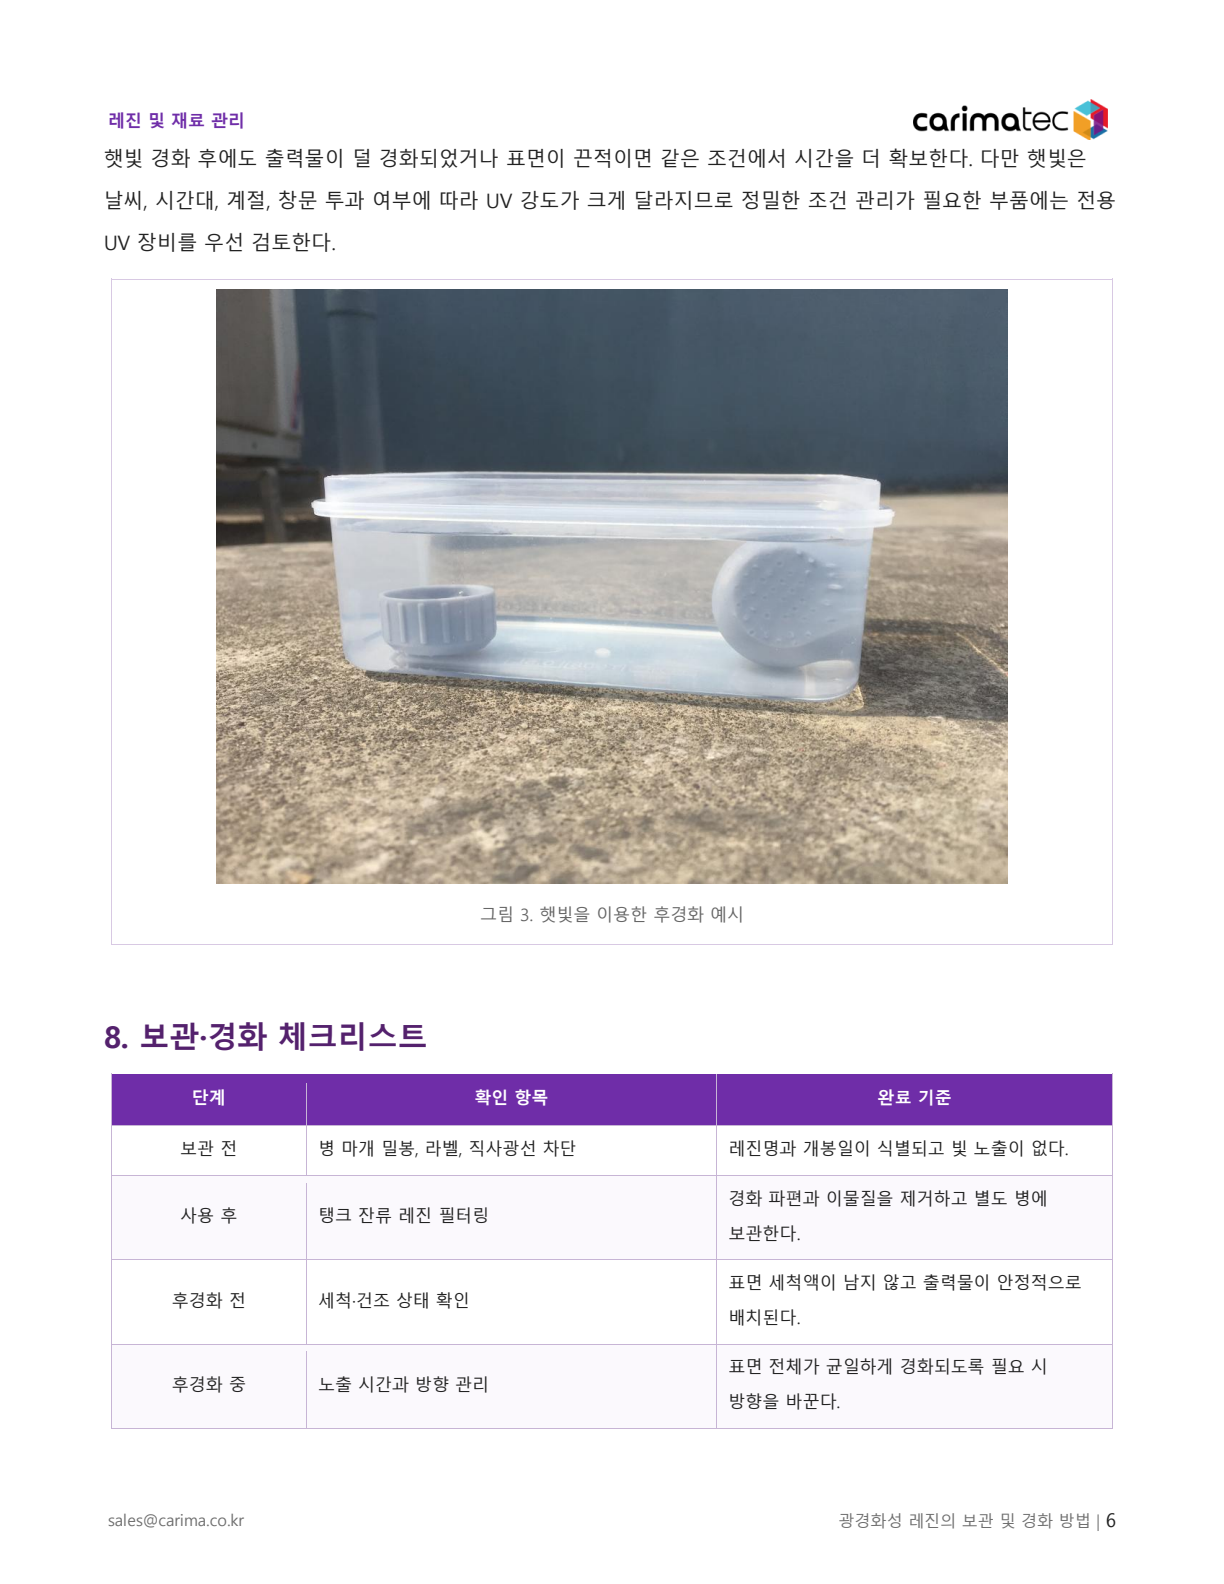 레진 및 재료 관리
carimatec
햇빛 경화 후에도 출력물이 덜 경화되었거나 표면이 끈적이면 같은 조건에서 시간을 더 확보한다. 다만 햇빛은
날씨, 시간대, 계절, 창문 투과 여부에 따라 UV 강도가 크게 달라지므로 정밀한 조건 관리가 필요한 부품에는 전용
UV 장비를 우선 검토한다.
그림 3. 햇빛을 이용한 후경화 예시
8. 보관·경화 체크리스트
단계 확인 항목 완료 기준
보관 전 병 마개 밀봉, 라벨, 직사광선 차단 레진명과 개봉일이 식별되고 빛 노출이 없다.
사용 후 탱크 잔류 레진 필터링 경화 파편과 이물질을 제거하고 별도 병에
보관한다.
후경화 전 세척·건조 상태 확인 표면 세척액이 남지 않고 출력물이 안정적으로
배치된다.
후경화 중 노출 시간과 방향 관리 표면 전체가 균일하게 경화되도록 필요 시
방향을 바꾼다.
sales@carima.co.kr
광경화성 레진의 보관 및 경화 방법 | 6